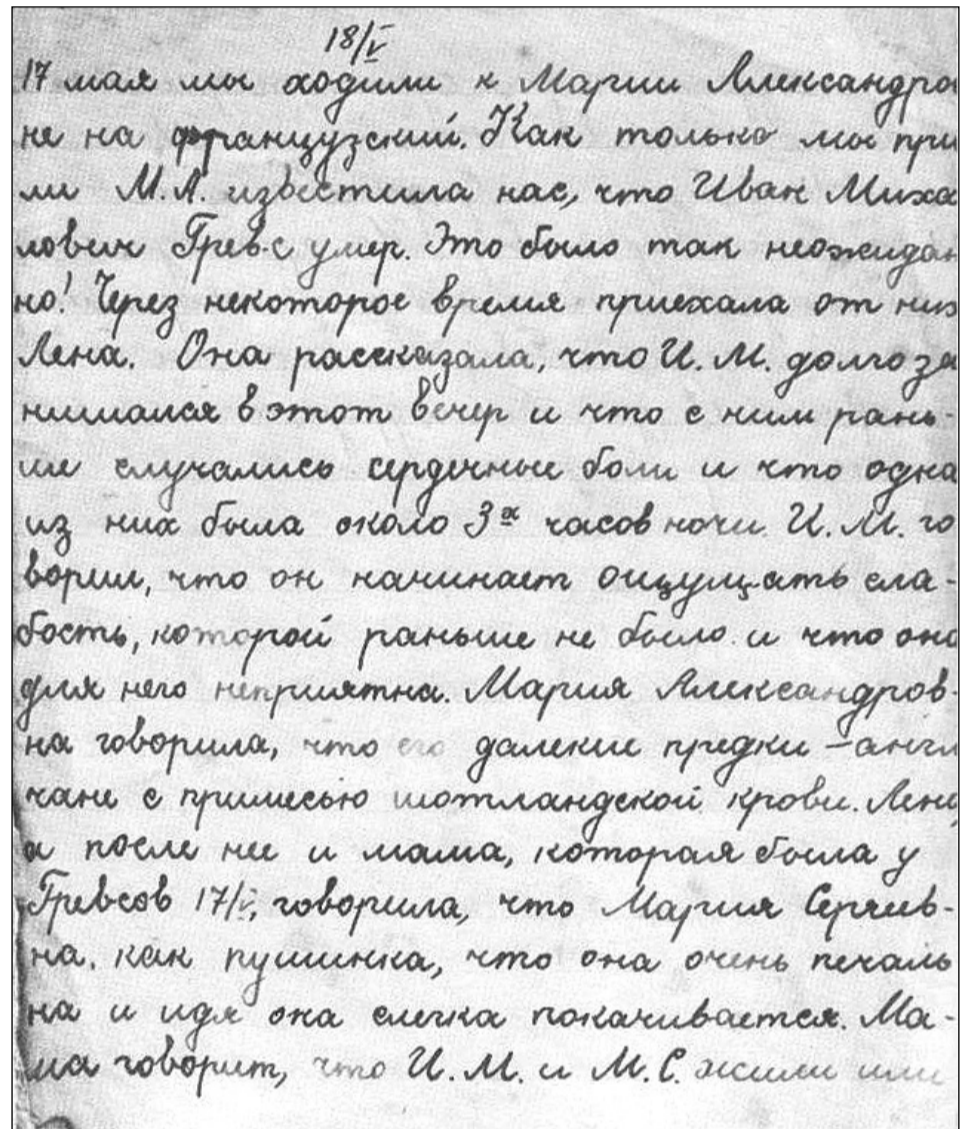 18/V
17 мая мы ходили к Марии Александров
не на французский. Как только мы при
ли М.А. известила нас, что Иван Миха
лович Гревс умер. Это было так неожидан
но! Через некоторое время приехала от них
Лена. Она рассказала, что И. М. долго за
нимался в этот вечер и что с ним рань-
ше случались сердечные боли и что одна
из них была около 3х часов ночи. И. М. го
ворил, что он начинает ощущать сла-
бость, которой раньше не было и что она
для него неприятна. Мария Александров-
на говорила, что его далекие предки – англ
чане с примесью шотландской крови. Лена,
а после нее и мама, которая была у
Гревсов 17/V, говорила, что Мария Сергеев-
на, как пушинка, что она очень печаль
на и идя она слегка покачивается. Ма-
ма говорит, что И. М. и М. С. жили или